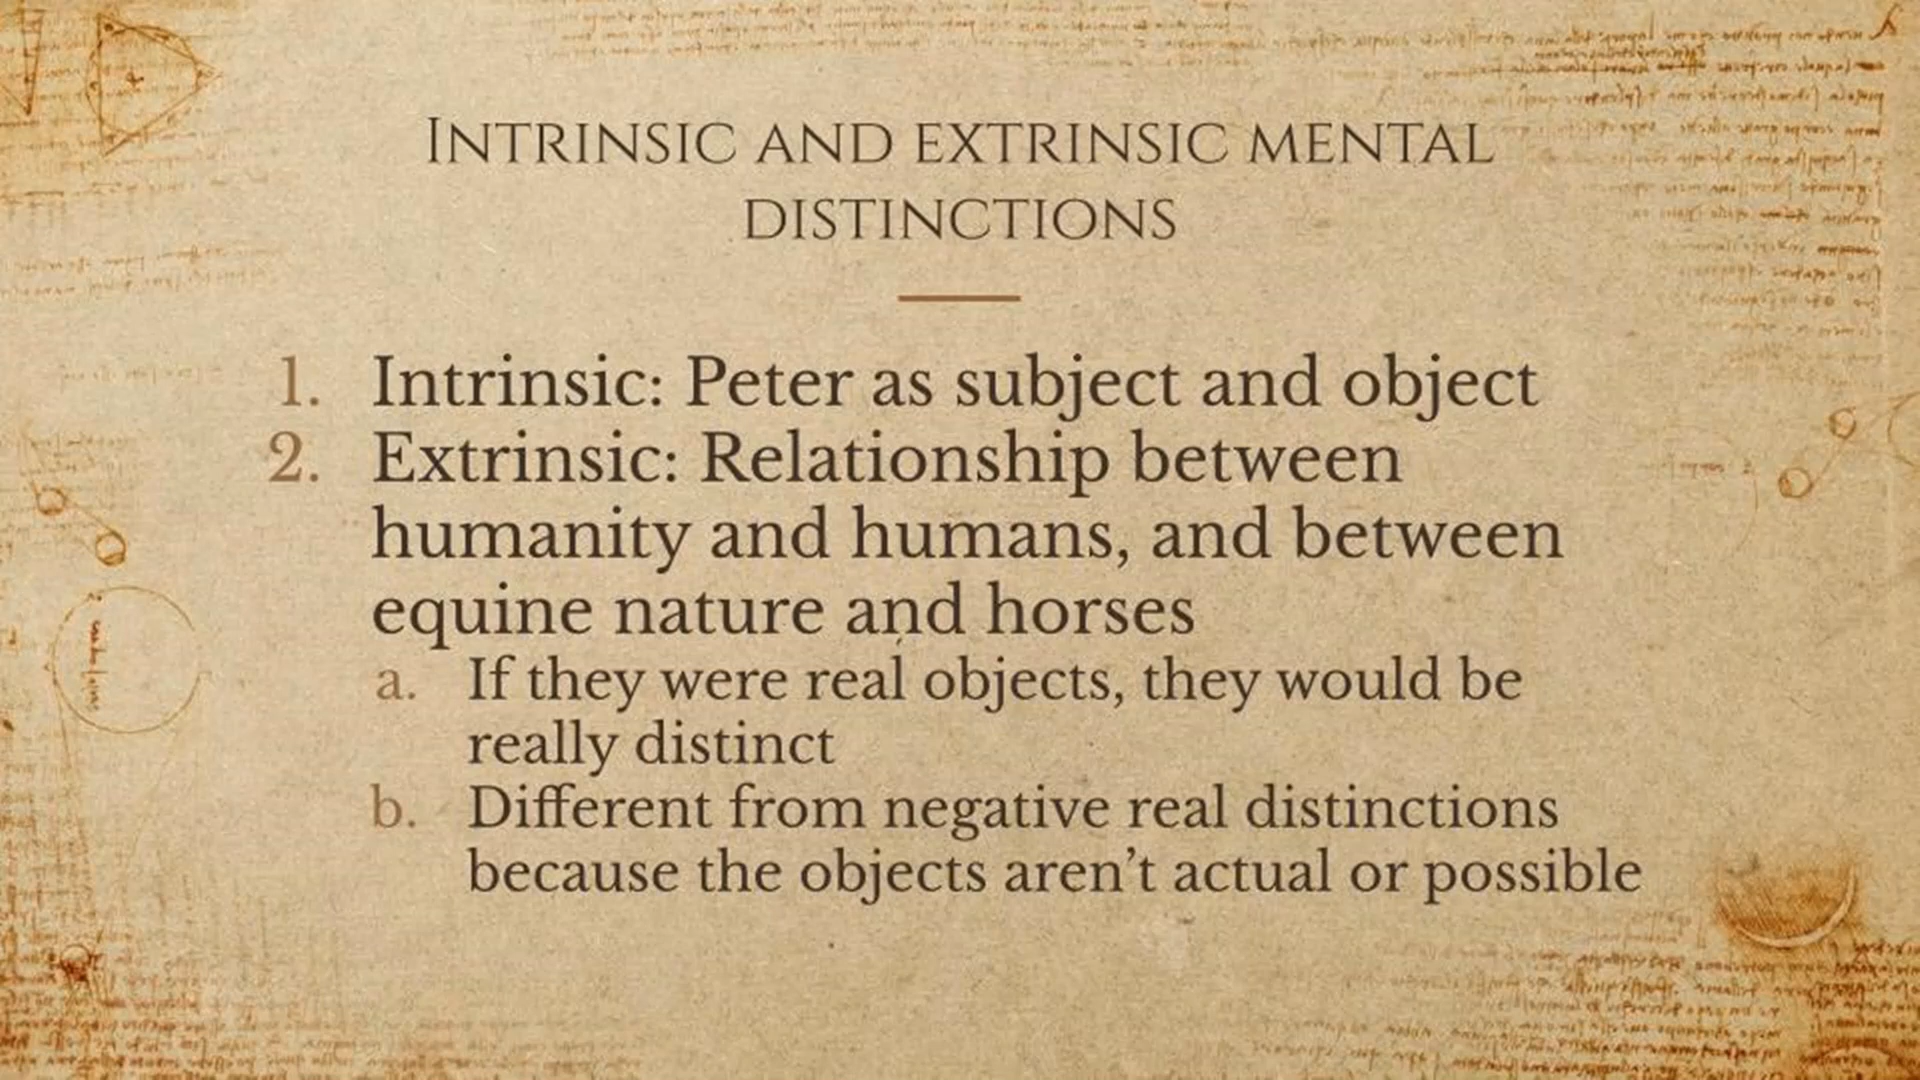 INTRINSIC AND EXTRINSIC MENTAL
DISTINCTIONS
1. Intrinsic: Peter as subject and object
2. Extrinsic: Relationship between
humanity and humans, and between
equine nature and horses
a. If they were real objects, they would be
really distinct
b. Different from negative real distinctions
because the objects aren’t actual or possible